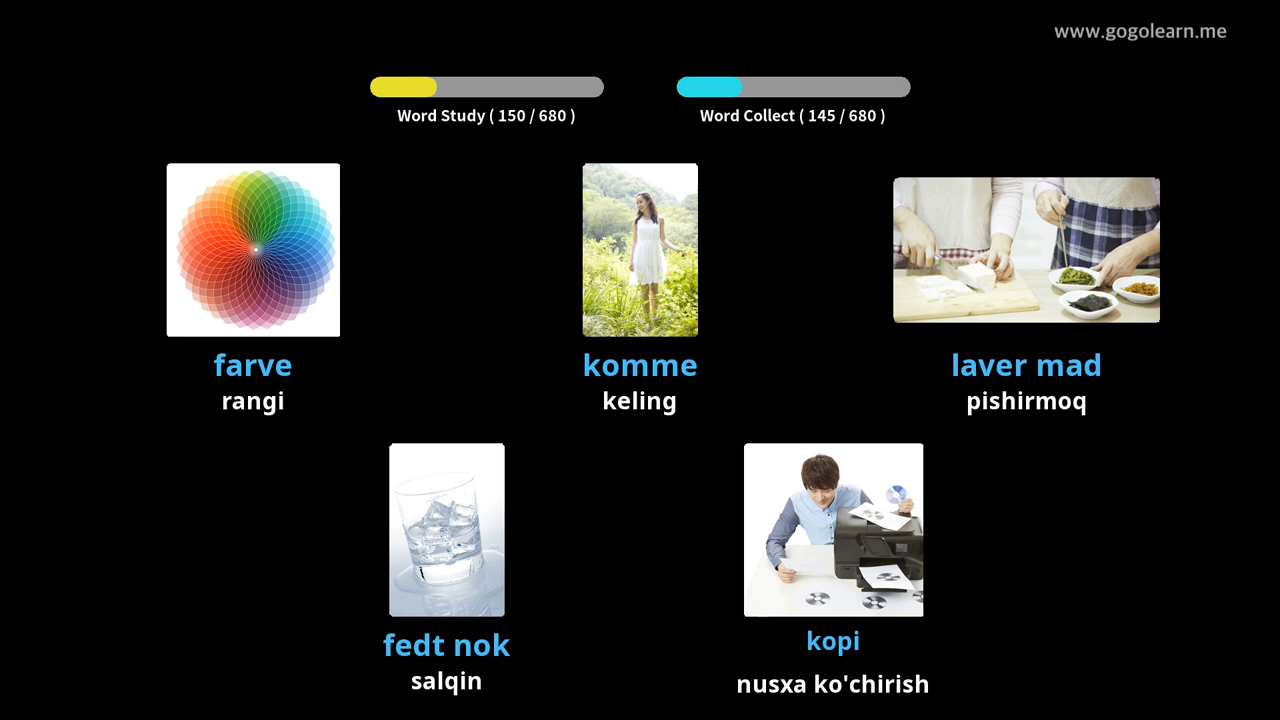 www.gogolearn.me
Word Study ( 150 / 680 )
Word Collect ( 145 / 680 )
farve
rangi
komme
keling
laver mad
pishirmoq
fedt nok
salqin
kopi
nusxa ko'chirish